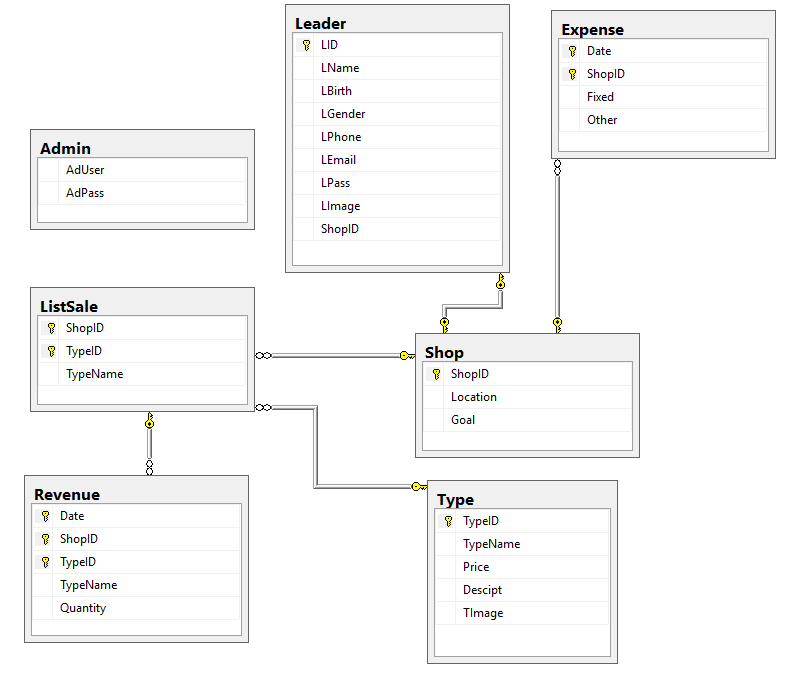 Leader
LID
LName
LBirth
LGender
LPhone
LEmail
LPass
LImage
ShopID
Expense
Date
ShopID
Fixed
Other
Admin
AdUser
AdPass
ListSale
ShopID
TypeID
TypeName
Shop
ShopID
Location
Goal
Revenue
Date
ShopID
TypeID
TypeName
Quantity
Type
TypeID
TypeName
Price
Descipt
TImage